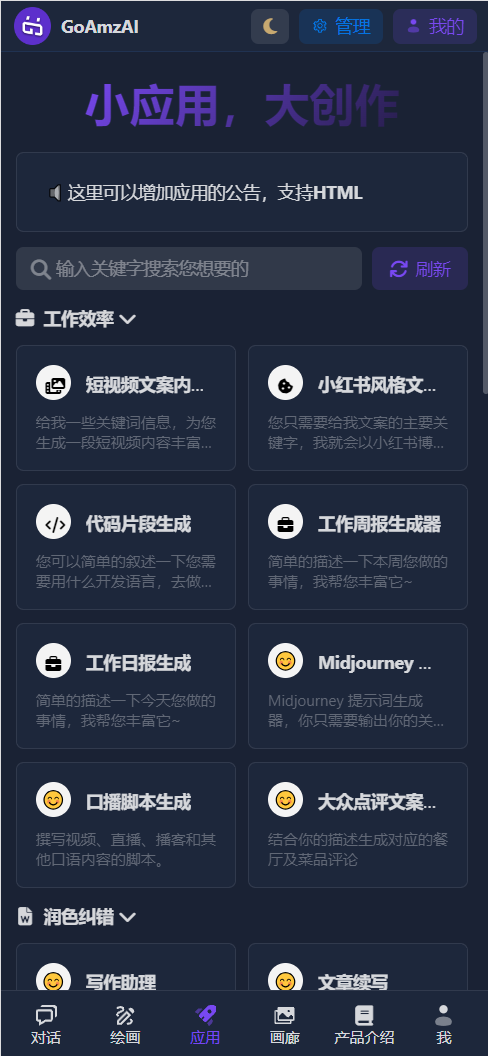 GoAmzAI
管理
我的
小应用，大创作
这里可以增加应用的公告，支持HTML
输入关键字搜索您想要的
刷新
工作效率
短视频文案内...
给我一些关键词信息，为您
生成一段短视频内容丰富...
小红书风格文...
您只需要给我文案的主要关
键字，我就会以小红书博...
代码片段生成
您可以简单的叙述一下您需
要用什么开发语言，去做...
工作周报生成器
简单的描述一下本周您做的
事情，我帮您丰富它~
工作日报生成
简单的描述一下今天您做的
事情，我帮您丰富它~
Midjourney ...
Midjourney 提示词生成
器，你只需要输出你的关...
口播脚本生成
撰写视频、直播、播客和其
他口语内容的脚本。
大众点评文案...
结合你的描述生成对应的餐
厅及菜品评论
润色纠错
写作助理
文章续写
对话
绘画
应用
画廊
产品介绍
我